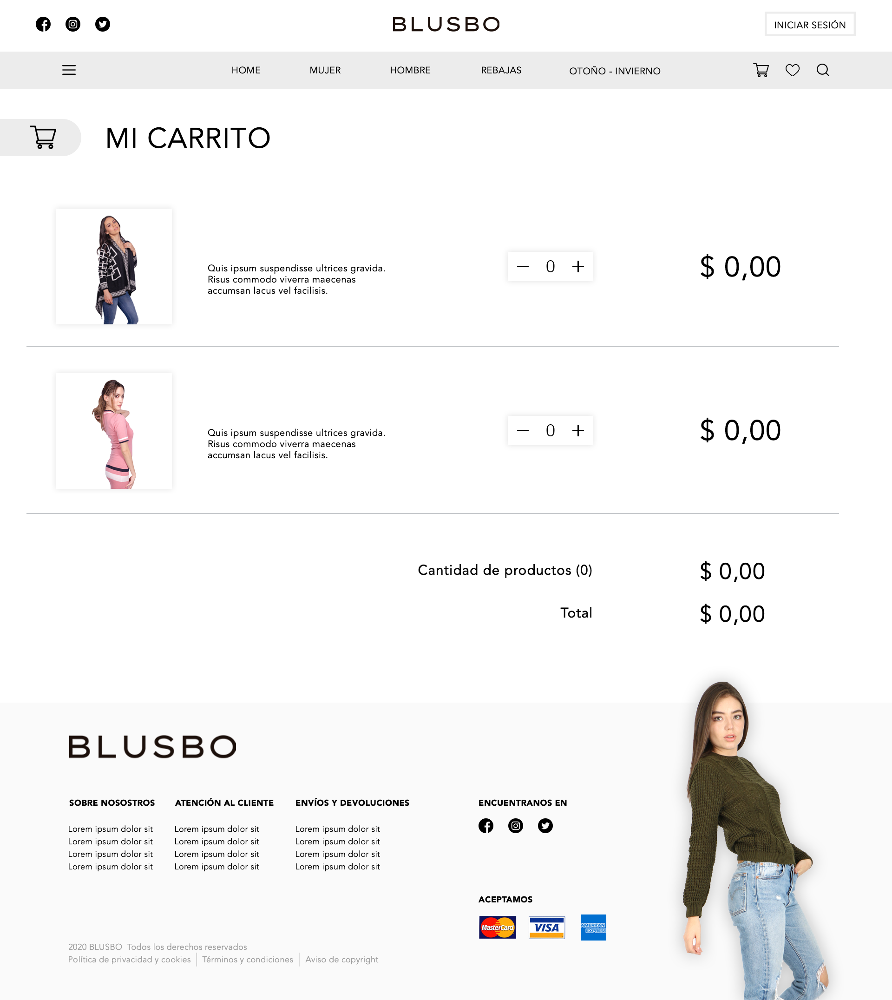 BLUSBO
INICIAR SESIÓN
HOME
MUJER
HOMBRE
REBAJAS
OTOÑO - INVIERNO
MI CARRITO
Quis ipsum suspendisse ultrices gravida.
Risus commodo viverra maecenas
accumsan lacus vel facilisis.
0
$ 0,00
Quis ipsum suspendisse ultrices gravida.
Risus commodo viverra maecenas
accumsan lacus vel facilisis.
0
$ 0,00
Cantidad de productos (0)
$ 0,00
Total
$ 0,00
BLUSBO
SOBRE NOSOSTROS
Lorem ipsum dolor sit
Lorem ipsum dolor sit
Lorem ipsum dolor sit
Lorem ipsum dolor sit
ATENCIÓN AL CLIENTE
Lorem ipsum dolor sit
Lorem ipsum dolor sit
Lorem ipsum dolor sit
Lorem ipsum dolor sit
ENVÍOS Y DEVOLUCIONES
Lorem ipsum dolor sit
Lorem ipsum dolor sit
Lorem ipsum dolor sit
Lorem ipsum dolor sit
ENCUENTRANOS EN
ACEPTAMOS
MasterCard
VISA
AMERICAN
EXPRESS
2020 BLUSBO  Todos los derechos reservados
Política de privacidad y cookies | Términos y condiciones | Aviso de copyright